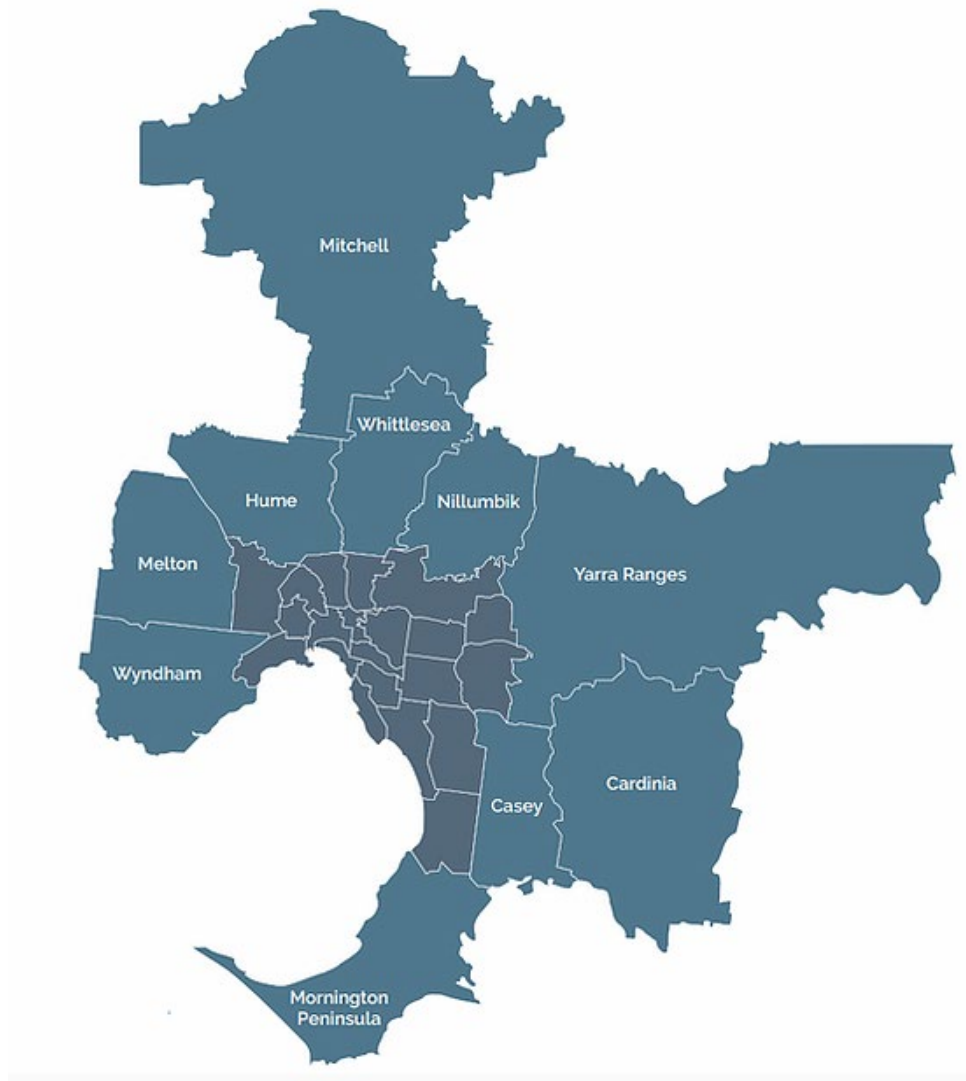 Mitchell
Whittlesea
Hume
Nillumbik
Melton
Yarra Ranges
Wyndham
Cardinia
Casey
Mornington
Peninsula